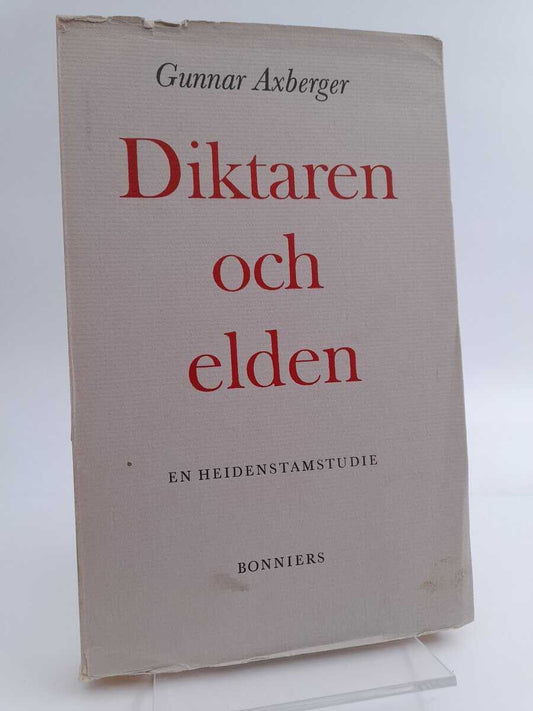 Gunnar Axberger
Diktaren
och
elden
EN HEIDENSTAMSTUDIE
BONNIERS